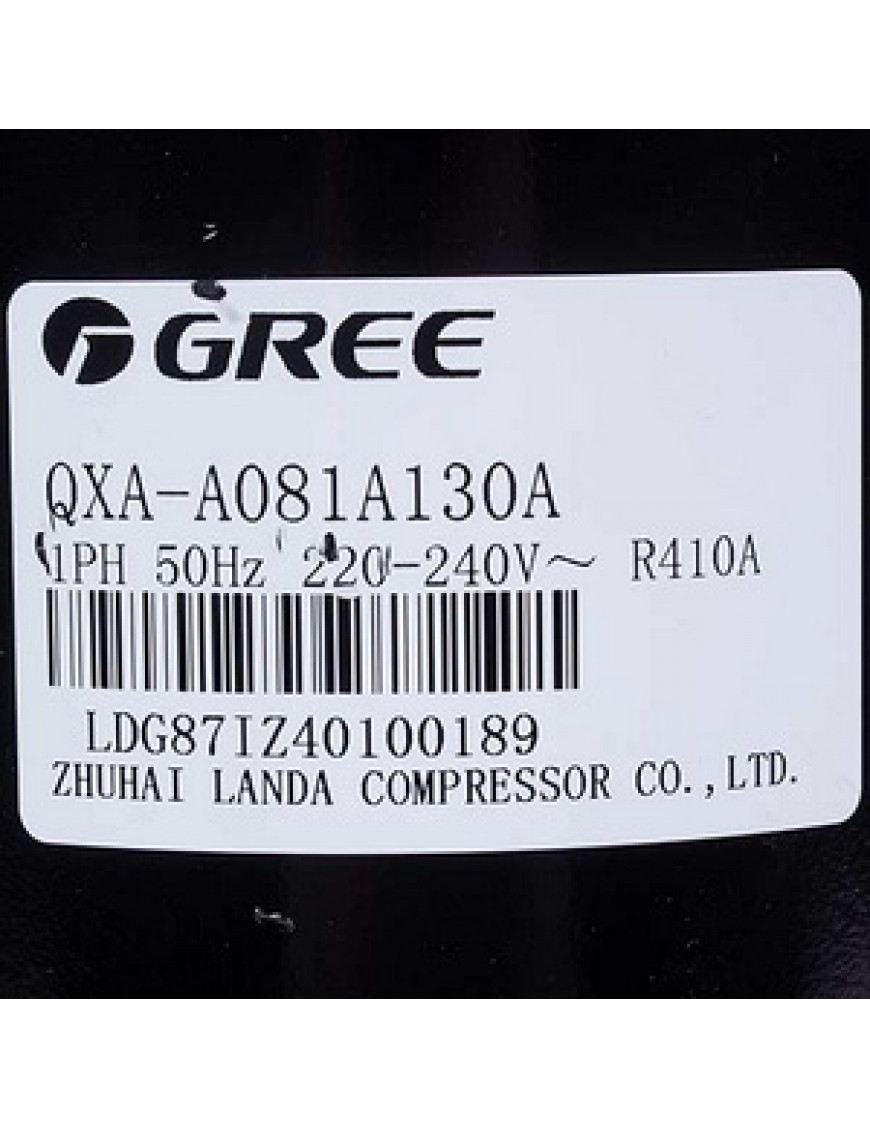 GREE
QXA-A081A130A
1PH 50Hz 220-240V～ R410A
LDG87IZ40100189
ZHUHAI LANDA COMPRESSOR CO.,LTD.